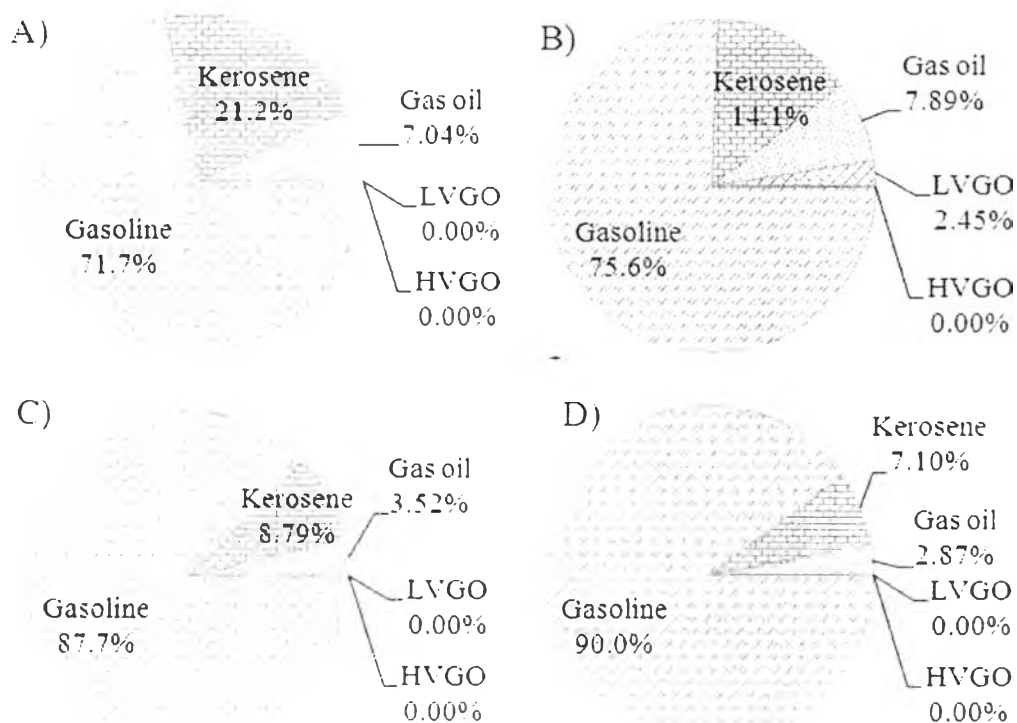 A)
Kerosene
21.2%
Gas oil
7.04%
LVGO
0.00%
Gasoline
71.7%
HVGO
0.00%
B)
Kerosene
14.1%
Gas oil
7.89%
LVGO
2.45%
Gasoline
75.6%
HVGO
0.00%
C)
Gas oil
3.52%
Kerosene
8.79%
LVGO
0.00%
Gasoline
87.7%
HVGO
0.00%
D)
Kerosene
7.10%
Gas oil
2.87%
LVGO
0.00%
Gasoline
90.0%
HVGO
0.00%